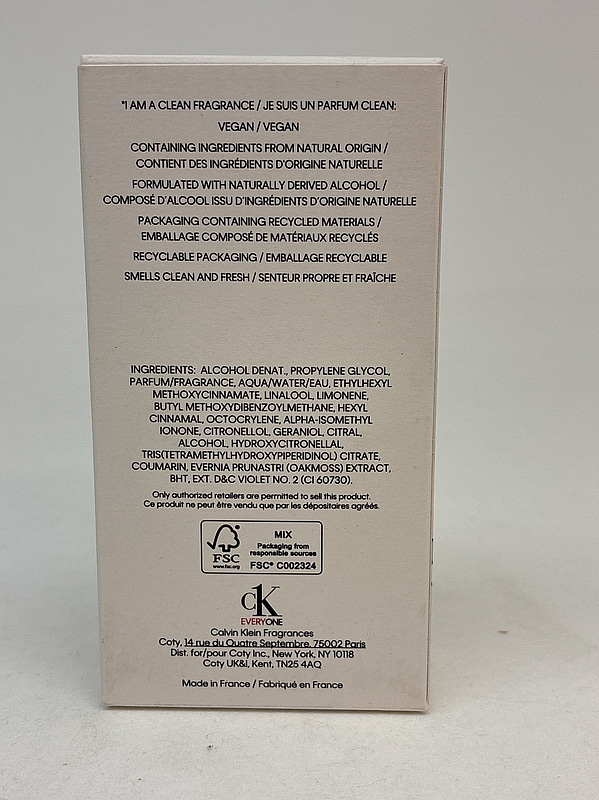 *I AM A CLEAN FRAGRANCE / JE SUIS UN PARFUM CLEAN:
VEGAN / VEGAN
CONTAINING INGREDIENTS FROM NATURAL ORIGIN /
CONTIENT DES INGRÉDIENTS D'ORIGINE NATURELLE
FORMULATED WITH NATURALLY DERIVED ALCOHOL /
COMPOSÉ D'ALCOOL ISSU D'INGRÉDIENTS D'ORIGINE NATURELLE
PACKAGING CONTAINING RECYCLED MATERIALS /
EMBALLAGE COMPOSÉ DE MATÉRIAUX RECYCLÉS
RECYCLABLE PACKAGING / EMBALLAGE RECYCLABLE
SMELLS CLEAN AND FRESH / SENTEUR PROPRE ET FRAÎCHE
INGREDIENTS: ALCOHOL DENAT., PROPYLENE GLYCOL,
PARFUM/FRAGRANCE, AQUA/WATER/EAU, ETHYLHEXYL
METHOXYCINNAMATE, LINALOOL, LIMONENE,
BUTYL METHOXYDIBENZOYLMETHANE, HEXYL
CINNAMAL, OCTOCRYLENE, ALPHA-ISOMETHYL
IONONE, CITRONELLOL, GERANIOL, CITRAL,
ALCOHOL, HYDROXYCITRONELLAL,
TRIS(TETRAMETHYLHYDROXYPIPERIDINOL) CITRATE,
COUMARIN, EVERNIA PRUNASTRI (OAKMOSS) EXTRACT,
BHT, EXT. D&C VIOLET NO. 2 (CI 60730).
Only authorized retailers are permitted to sell this product.
Ce produit ne peut être vendu que par les dépositaires agréés.
FSC
www.fsc.org
MIX
Packaging from
responsible sources
FSC® C002324
cK
EVERYONE
Calvin Klein Fragrances
Coty, 14 rue du Quatre Septembre, 75002 Paris
Dist. for/pour Coty Inc., New York, NY 10118
Coty UK&I, Kent, TN25 4AQ
Made in France / Fabriqué en France